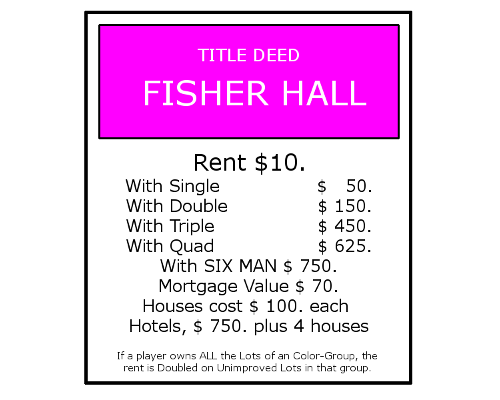 TITLE DEED
FISHER HALL
Rent $10.
With Single $ 50.
With Double $ 150.
With Triple $ 450.
With Quad $ 625.
With SIX MAN $ 750.
Mortgage Value $ 70.
Houses cost $ 100. each
Hotels, $ 750. plus 4 houses
If a player owns ALL the Lots of an Color-Group, the
rent is Doubled on Unimproved Lots in that group.